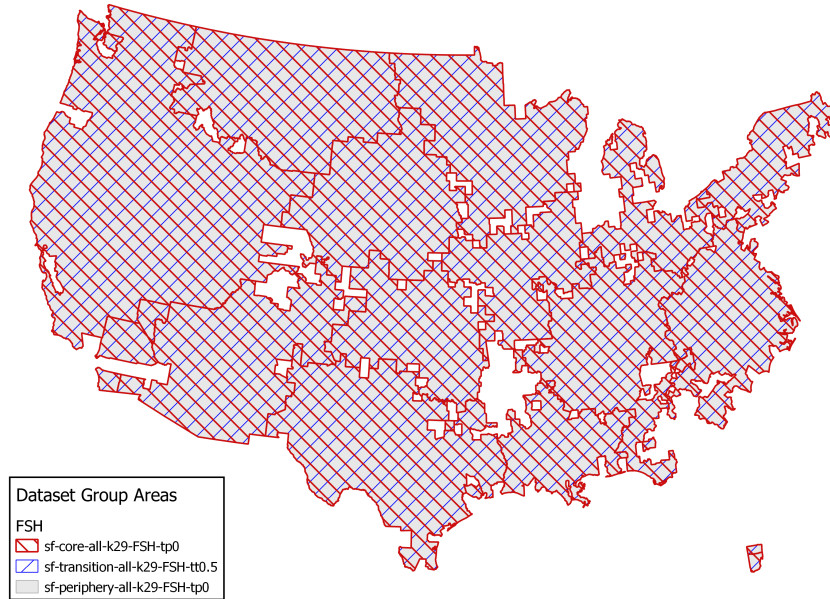 Dataset Group Areas
FSH
sf-core-all-k29-FSH-tp0
sf-transition-all-k29-FSH-tt0.5
sf-periphery-all-k29-FSH-tp0